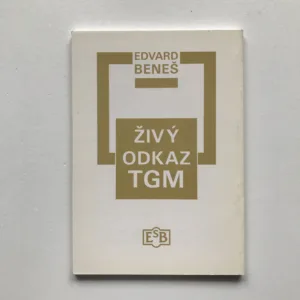 EDVARD
BENEŠ
ŽIVÝ
ODKAZ
TGM
ESB